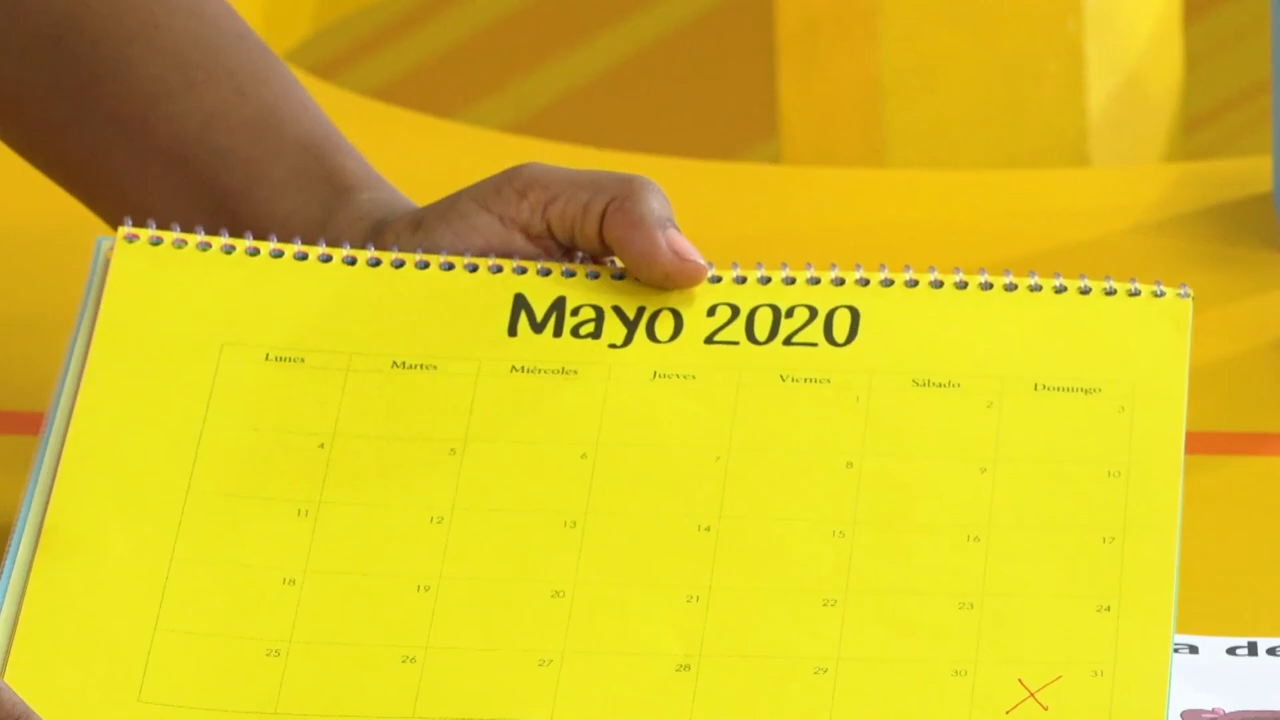 Mayo 2020
Lunes Martes Miércoles Jueves Viernes Sábado Domingo
1 2 3
4 5 6 7 8 9 10
11 12 13 14 15 16 17
18 19 20 21 22 23 24
25 26 27 28 29 30 31
a de